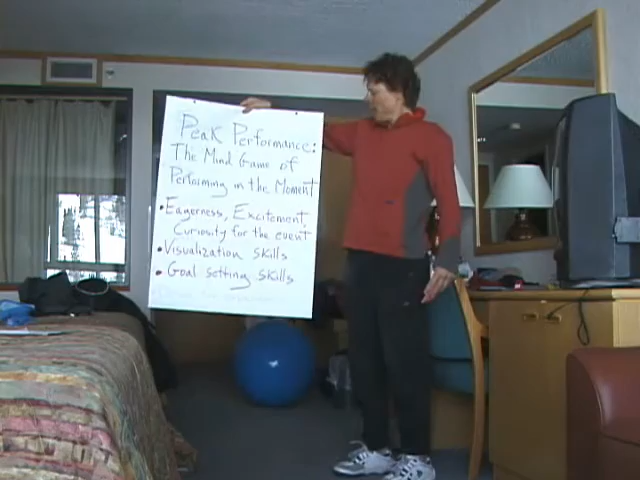 Peak Performance:
The Mind Game of
Performing in the Moment
• Eagerness, Excitement,
Curiosity for the event
• Visualization skills
• Goal setting skills